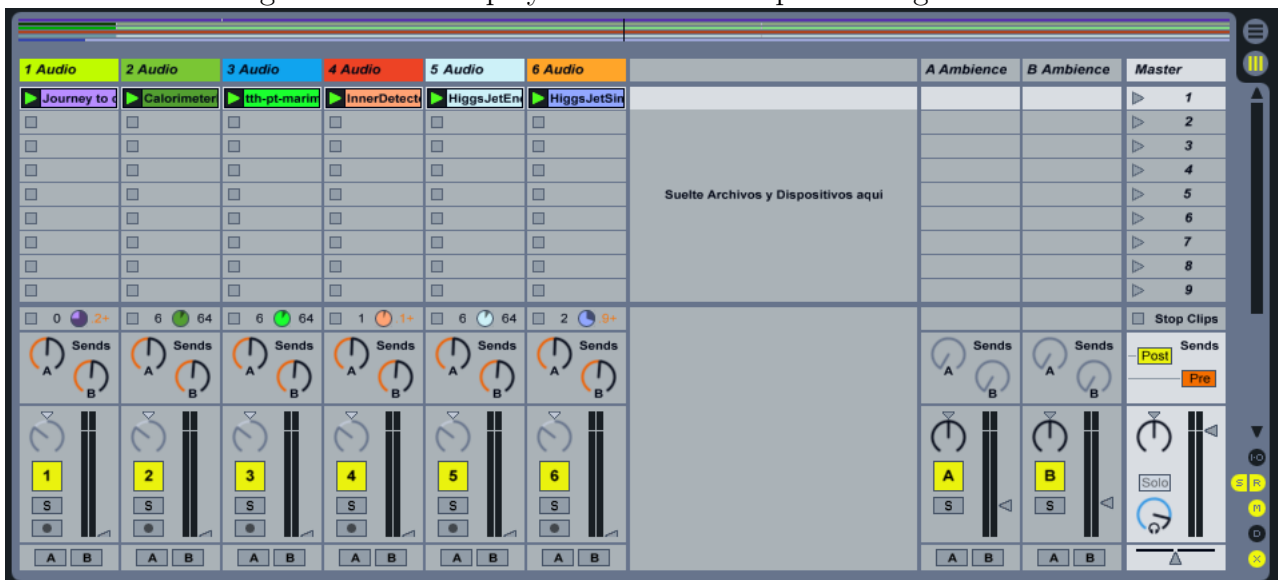 1 Audio 2 Audio 3 Audio 4 Audio 5 Audio 6 Audio A Ambience B Ambience Master
Journey to Calorimeter tth-pt-marim InnerDetect HiggsJetEn HiggsJetSin 1
2
3
4
Suelte Archivos y Dispositivos aqui 5
6
7
8
9
0 2+ 6 64 6 64 1 1+ 6 64 2 9+ Stop Clips
Sends Sends Sends Sends Sends Sends Sends Sends Sends
A A A A A A A A Post
B B B B B B B B Pre
1 2 3 4 5 6 A B Solo
S S S S S S S S S R
M
I·O
D
X
A B A B A B A B A B A B A B A B